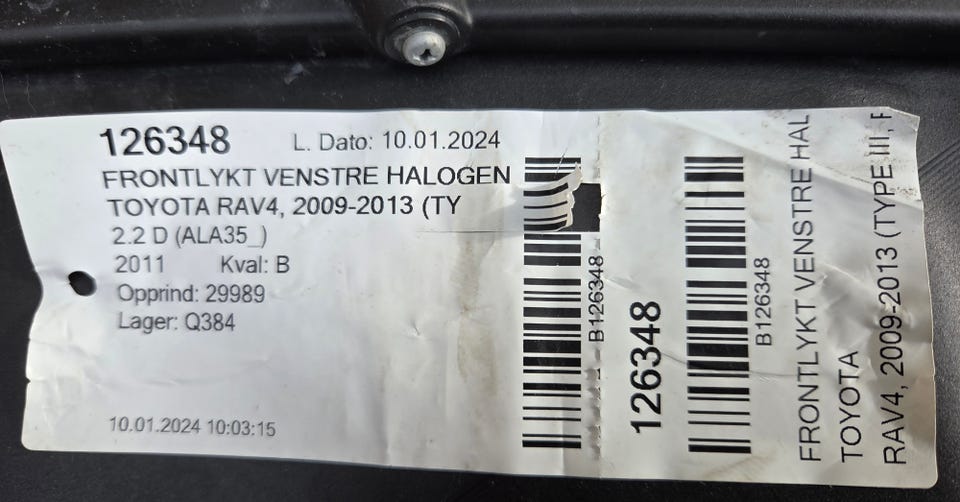 126348 L. Dato: 10.01.2024
FRONTLYKT VENSTRE HALOGEN
TOYOTA RAV4, 2009-2013 (TY
2.2 D (ALA35_)
2011 Kval: B
Opprind: 29989
Lager: Q384
10.01.2024 10:03:15
B126348
126348
B126348
FRONTLYKT VENSTRE HAL
TOYOTA
RAV4, 2009-2013 (TYPE III,